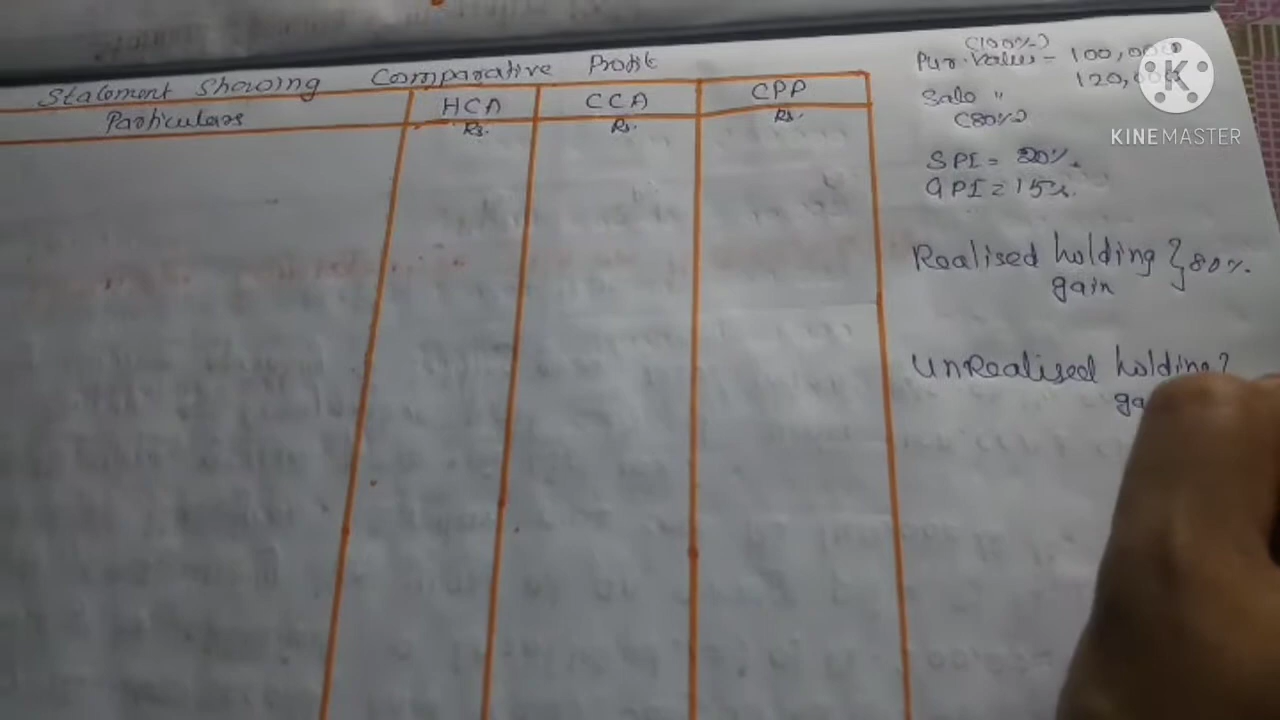 Statement Showing Comparative Profit
Particulars HCA CCA CPP
Rs. Rs. Rs.
(100%)
Pur. Value = 100,000
120,000
Sale "
(80%)
SPI = 20%.
GPI = 15%.
Realised holding } 80%.
gain
UnRealised holding }
ga
KINEMASTER